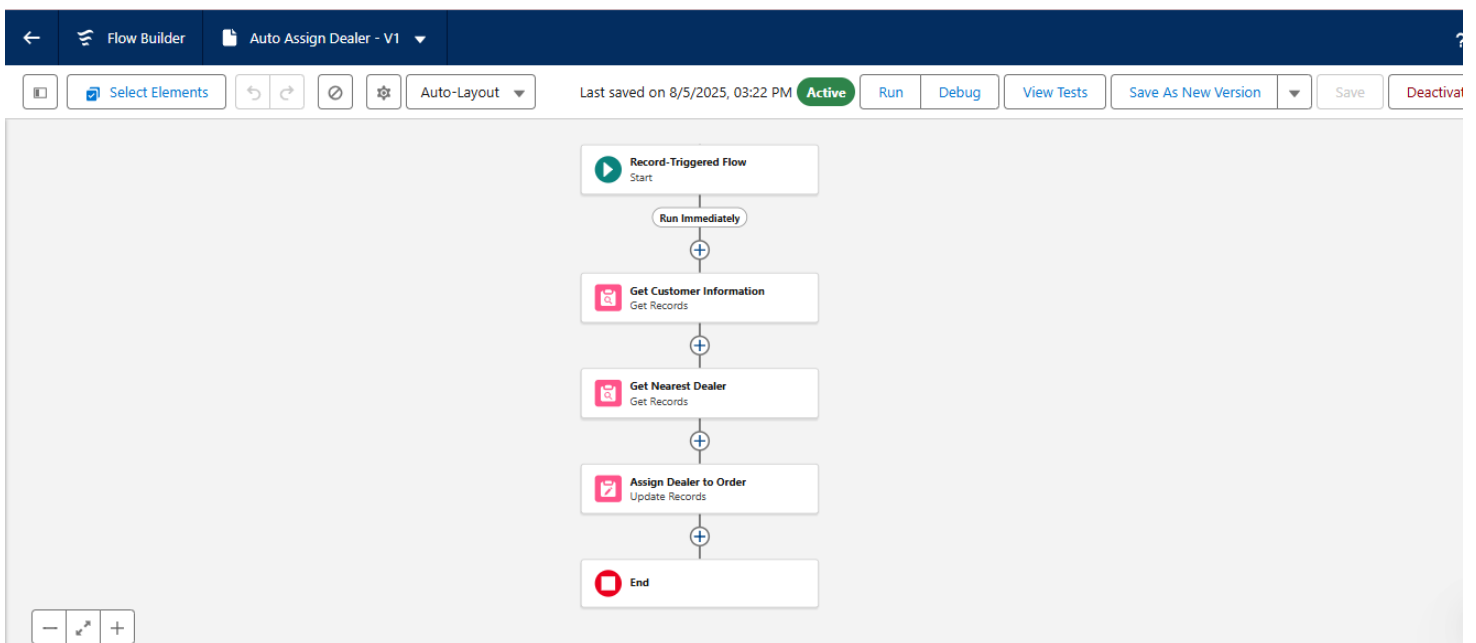 Flow Builder
Auto Assign Dealer - V1
?
Select Elements
Auto-Layout
Last saved on 8/5/2025, 03:22 PM
Active
Run
Debug
View Tests
Save As New Version
Save
Deactivat
Record-Triggered Flow
Start
Run Immediately
Get Customer Information
Get Records
Get Nearest Dealer
Get Records
Assign Dealer to Order
Update Records
End